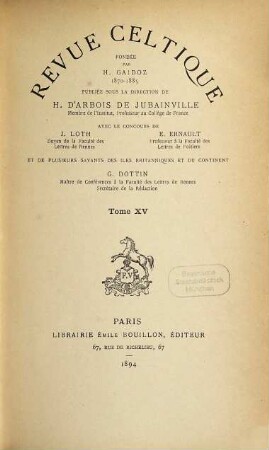 REVUE CELTIQUE
FONDÉE
PAR
H. GAIDOZ
1870-1885
PUBLIÉE SOUS LA DIRECTION DE
H. D'ARBOIS DE JUBAINVILLE
Membre de l'Institut, Professeur au Collège de France
AVEC LE CONCOURS DE
J. LOTH
Doyen de la Faculté des
Lettres de Rennes
E. ERNAULT
Professeur à la Faculté des
Lettres de Poitiers
ET DE PLUSIEURS SAVANTS DES ILES BRITANNIQUES ET DU CONTINENT
G. DOTTIN
Maître de Conférences à la Faculté des Lettres de Rennes
Secrétaire de la Rédaction
Tome XV
F.V
Bayerische
Staatsbibliothek
München
PARIS
LIBRAIRIE ÉMILE BOUILLON, ÉDITEUR
67, RUE DE RICHELIEU, 67
1894